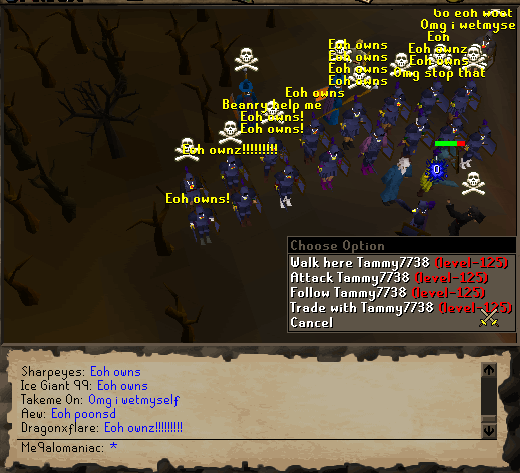 Go eoh woot
Omg i wetmyse
Eoh
Eoh owns
Eoh ownz
Eoh owns
Eoh owns
Eoh owns
Omg stop that
Eoh owns
Eoh owns
Beanry help me
Eoh owns!
Eoh owns!
Eoh ownz!!!!!!!!!
Eoh owns!
0
Choose Option
Walk here Tammy7738 (level-125)
Attack Tammy7738 (level-125)
Follow Tammy7738 (level-125)
Trade with Tammy7738 (level-125)
Cancel
Sharpeyes: Eoh owns
Ice Giant 99: Eoh owns
Takeme On: Omg i wetmyself
Aew: Eoh poonsd
Dragonxflare: Eoh ownz!!!!!!!!!
Me9alomaniac: *